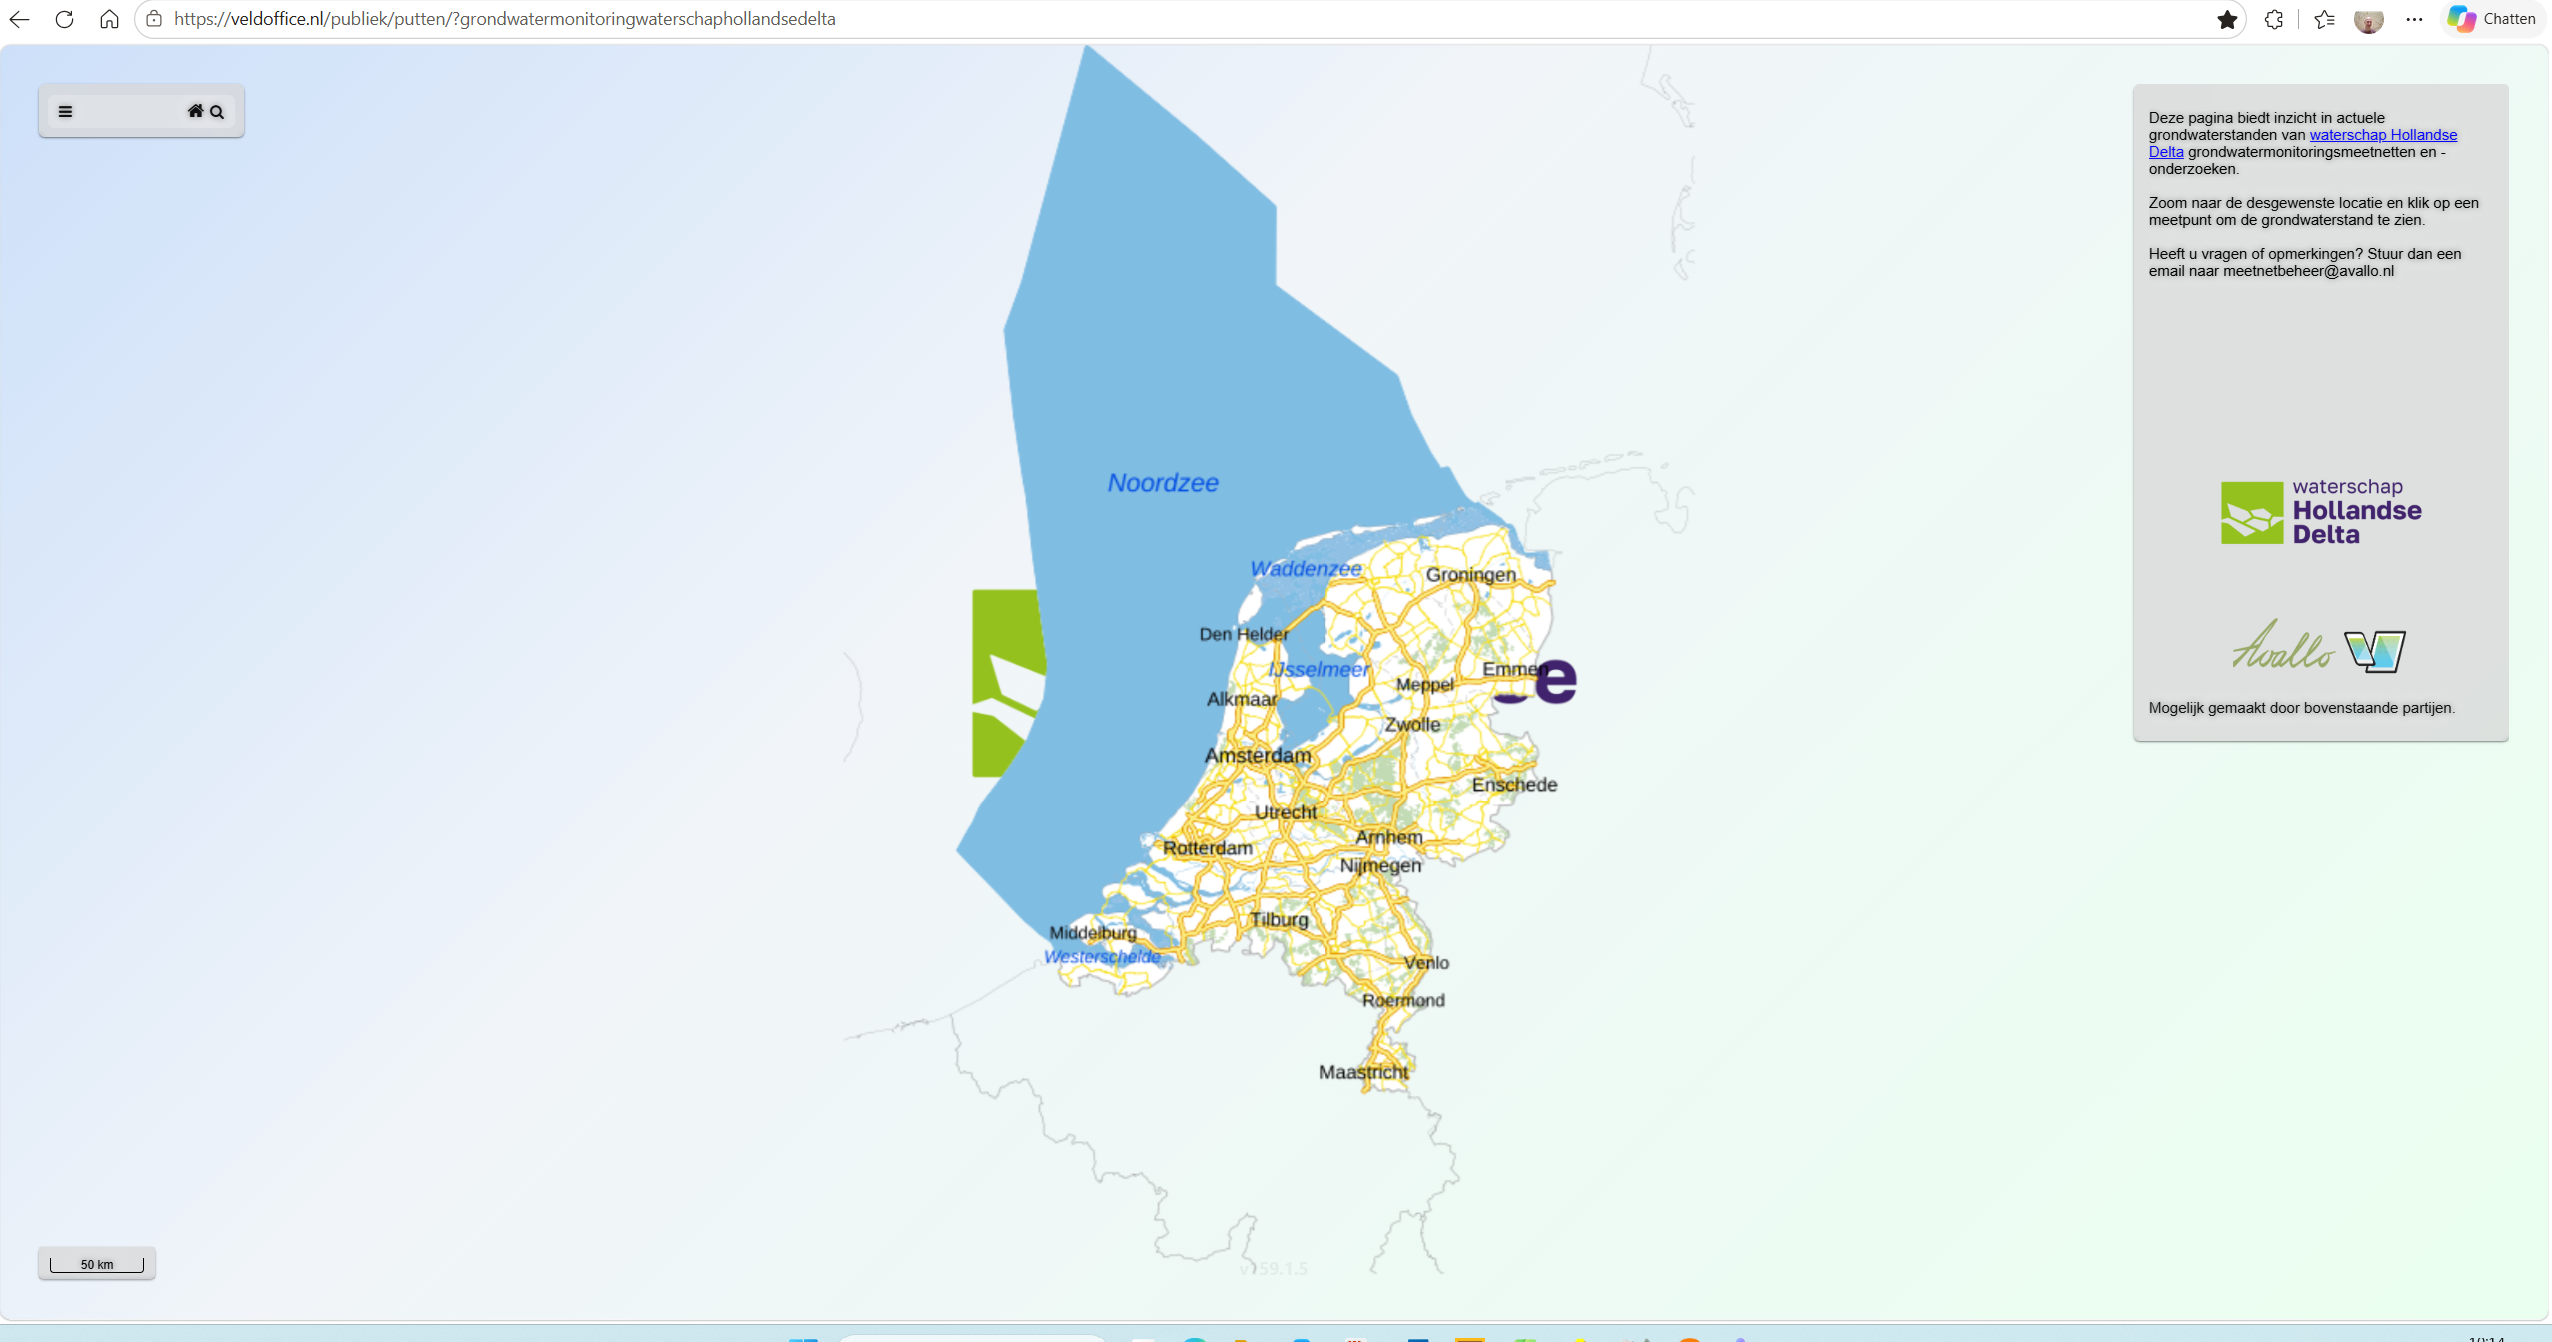 https://veldoffice.nl/publiek/putten/?grondwatermonitoringwaterschaphollandsedelta
Chatten
Deze pagina biedt inzicht in actuele
grondwaterstanden van waterschap Hollandse
Delta grondwatermonitoringsmeetnetten en -
onderzoeken.
Zoom naar de desgewenste locatie en klik op een
meetpunt om de grondwaterstand te zien.
Heeft u vragen of opmerkingen? Stuur dan een
email naar meetnetbeheer@avallo.nl
waterschap
Hollandse
Delta
Avallo
Mogelijk gemaakt door bovenstaande partijen.
Noordzee
Waddenzee
Groningen
Den Helder
IJsselmeer
Emmen
e
Meppel
Alkmaar
Zwolle
Amsterdam
Enschede
Utrecht
Arnhem
Rotterdam
Nijmegen
Tilburg
Middelburg
Westerschelde
Venlo
Roermond
Maastricht
50 km